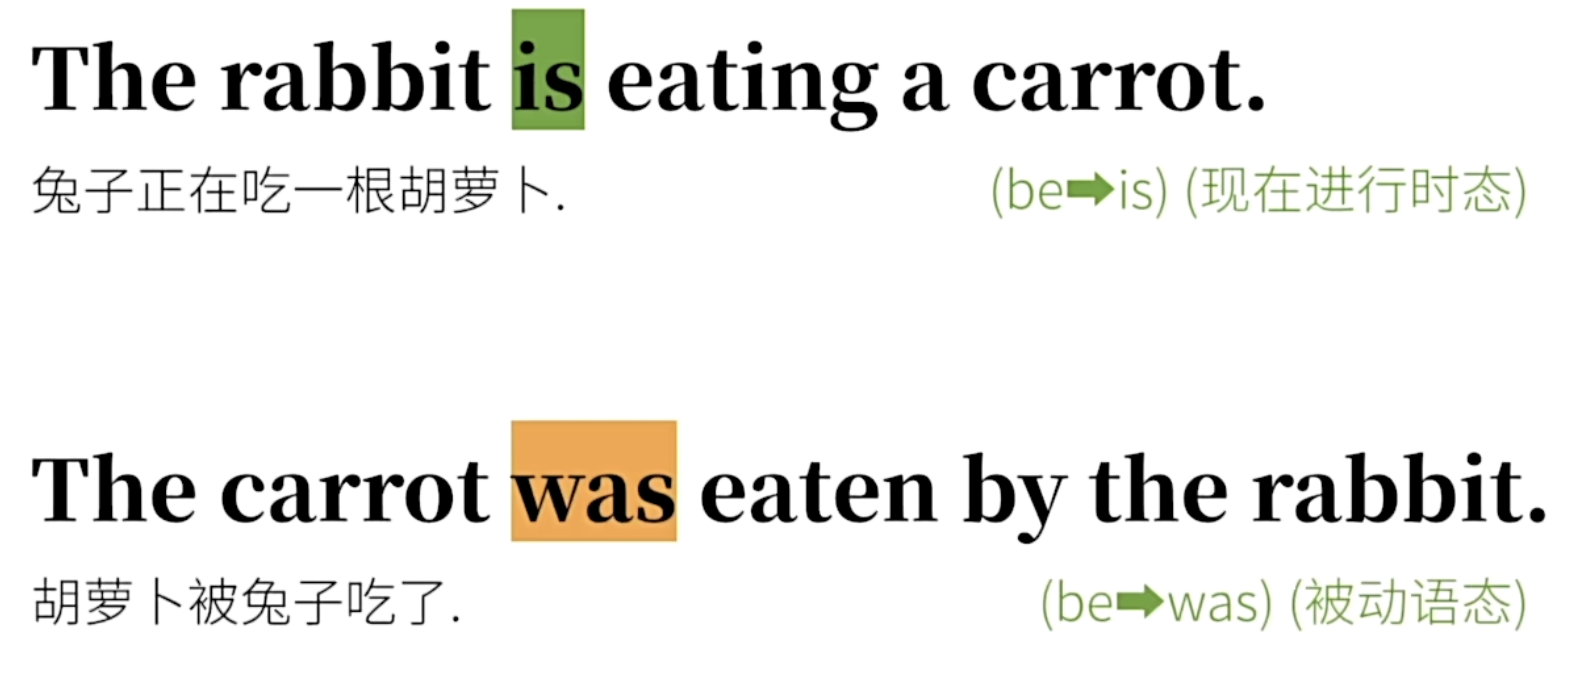 The rabbit is eating a carrot.
兔子正在吃一根胡萝卜. (be➡is) (现在进行时态)
The carrot was eaten by the rabbit.
胡萝卜被兔子吃了. (be➡was) (被动语态)